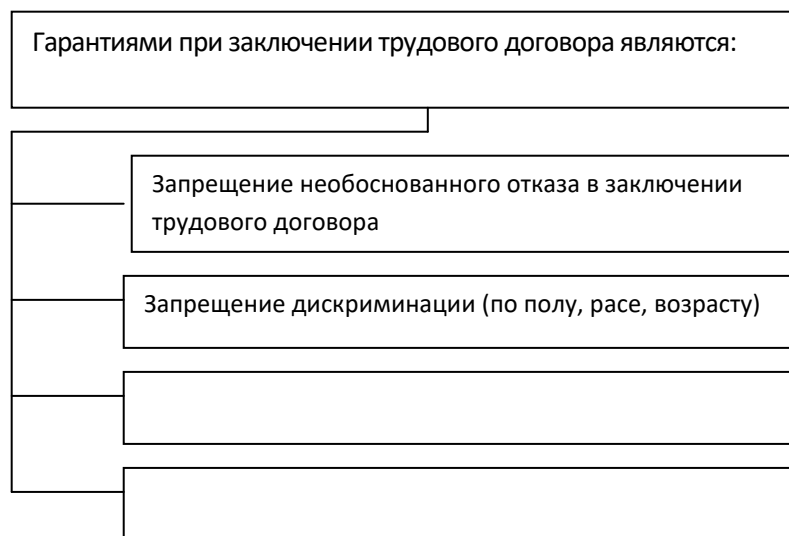 Гарантиями при заключении трудового договора являются:
Запрещение необоснованного отказа в заключении
трудового договора
Запрещение дискриминации (по полу, расе, возрасту)